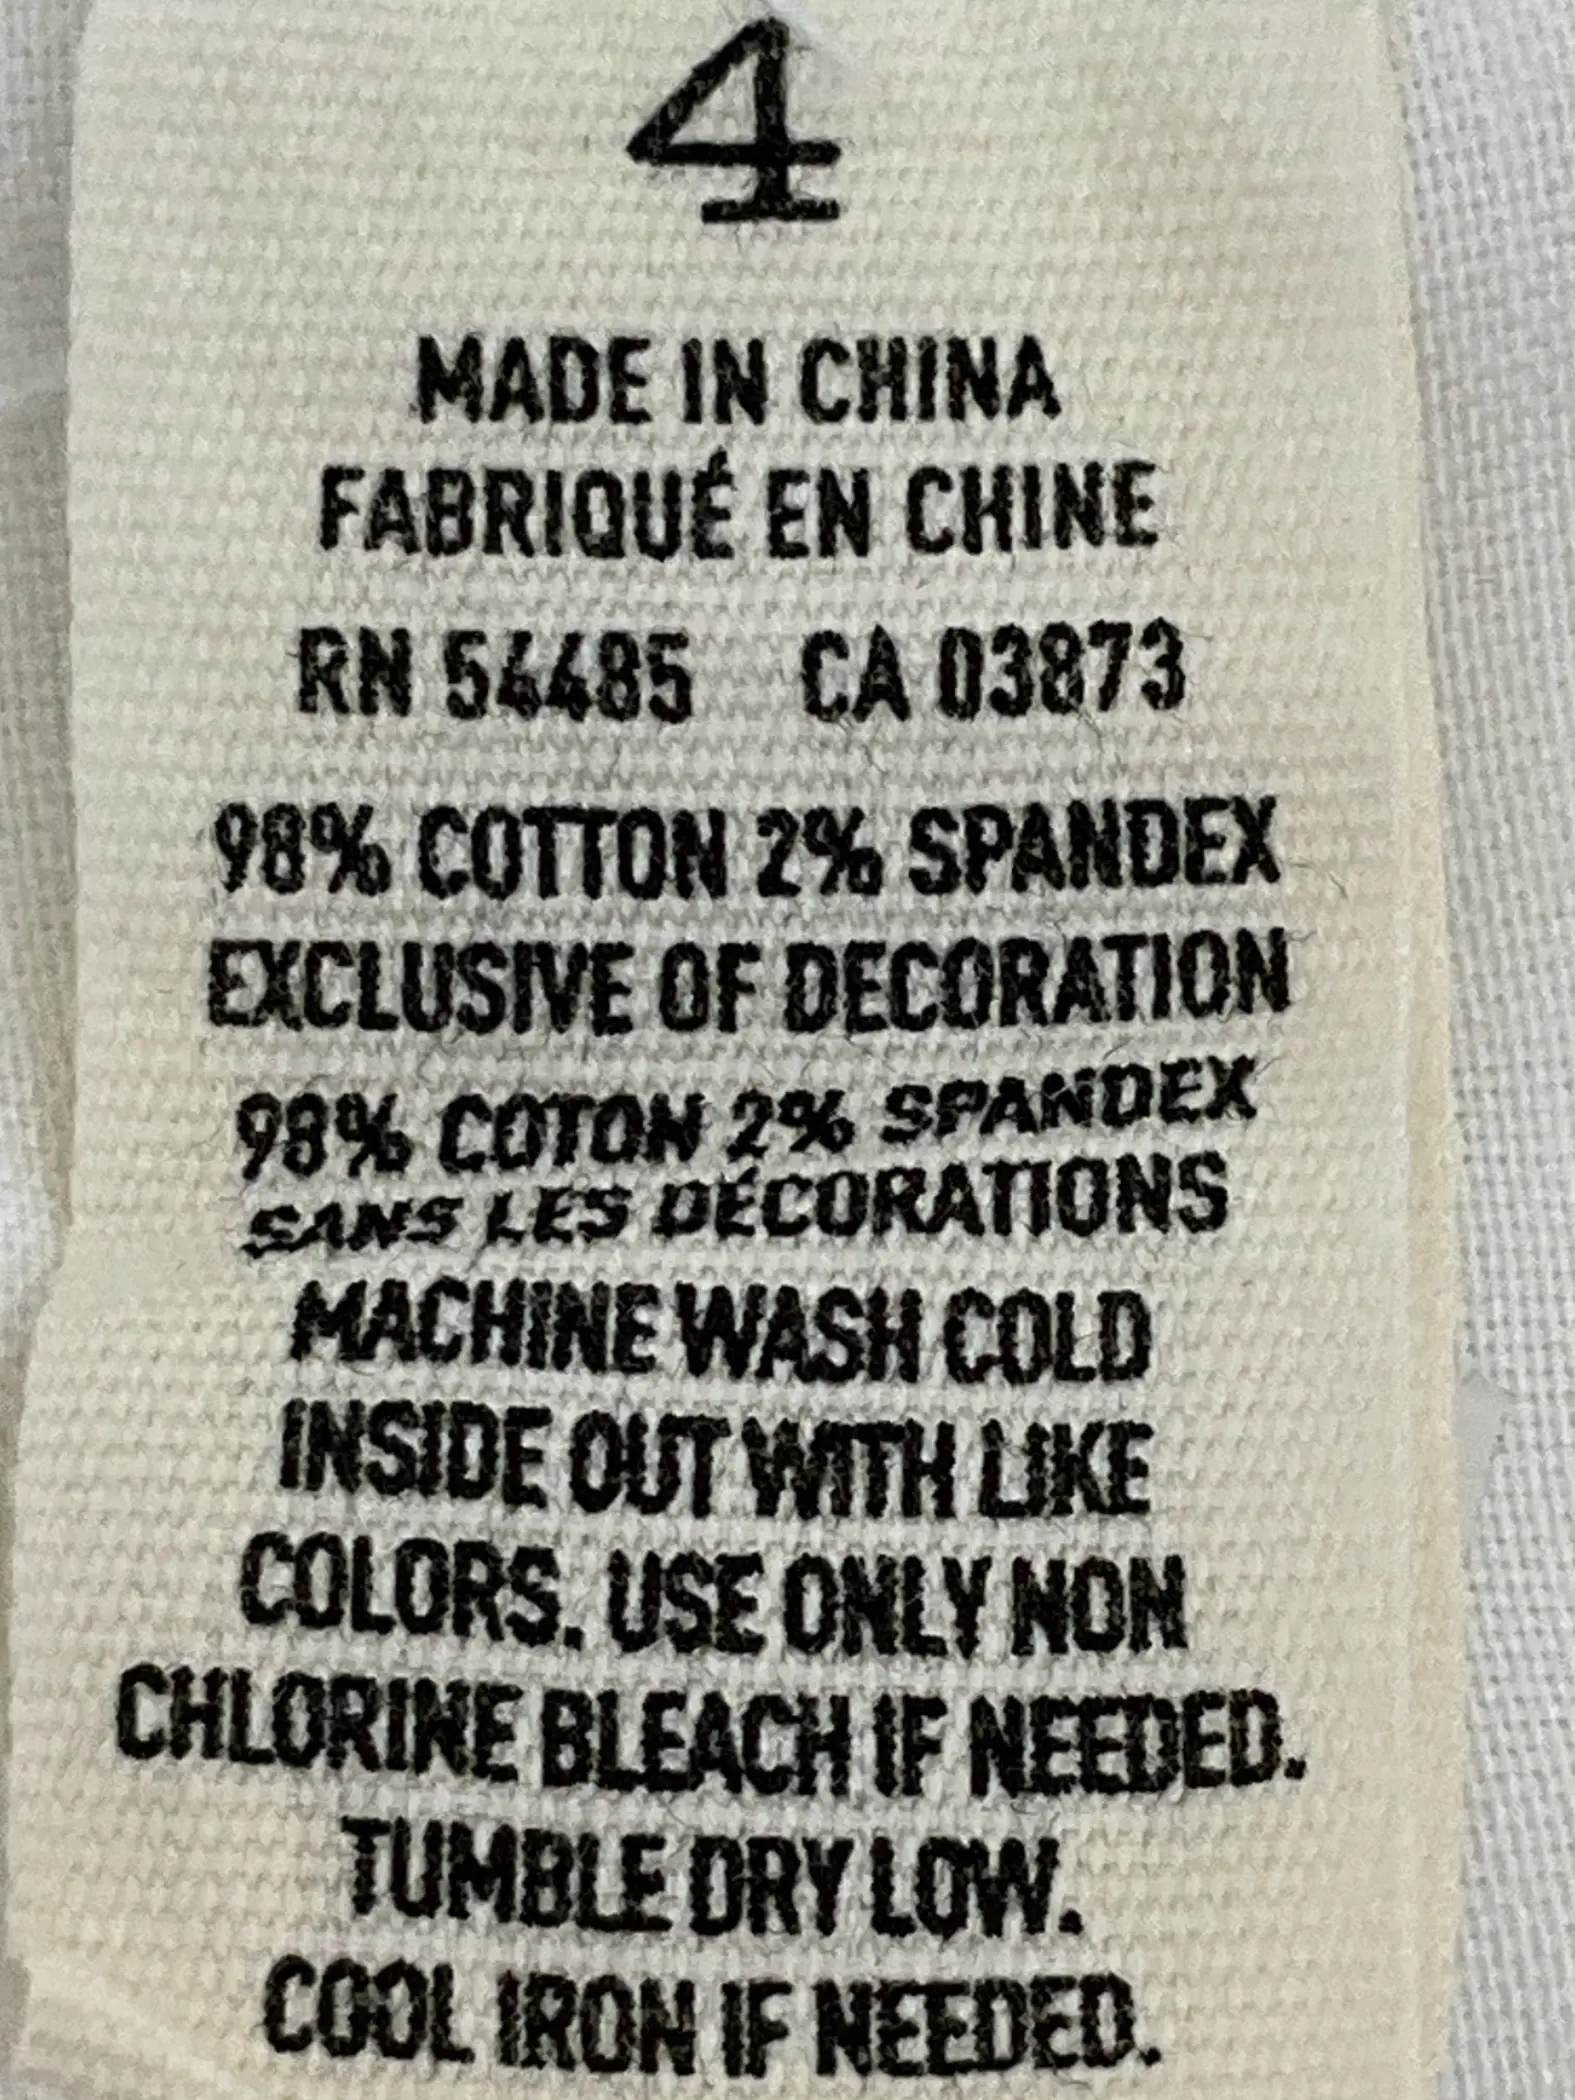 4
MADE IN CHINA
FABRIQUÉ EN CHINE
RN 54485 CA 03873
98% COTTON 2% SPANDEX
EXCLUSIVE OF DECORATION
98% COTON 2% SPANDEX
SANS LES DÉCORATIONS
MACHINE WASH COLD
INSIDE OUT WITH LIKE
COLORS. USE ONLY NON
CHLORINE BLEACH IF NEEDED.
TUMBLE DRY LOW.
COOL IRON IF NEEDED.